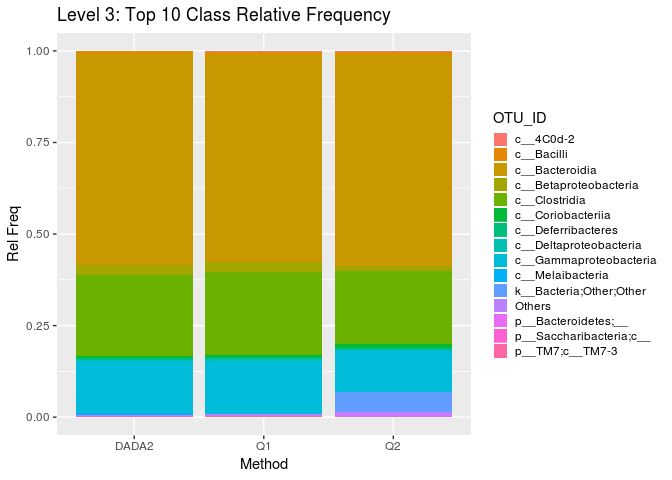 Level 3: Top 10 Class Relative Frequency
1.00
0.75
0.50
0.25
0.00
Rel Freq
DADA2 Q1 Q2
Method
OTU_ID
c__4C0d-2
c__Bacilli
c__Bacteroidia
c__Betaproteobacteria
c__Clostridia
c__Coriobacteriia
c__Deferribacteres
c__Deltaproteobacteria
c__Gammaproteobacteria
c__Melaibacteria
k__Bacteria;Other;Other
Others
p__Bacteroidetes;__
p__Saccharibacteria;c__
p__TM7;c__TM7-3